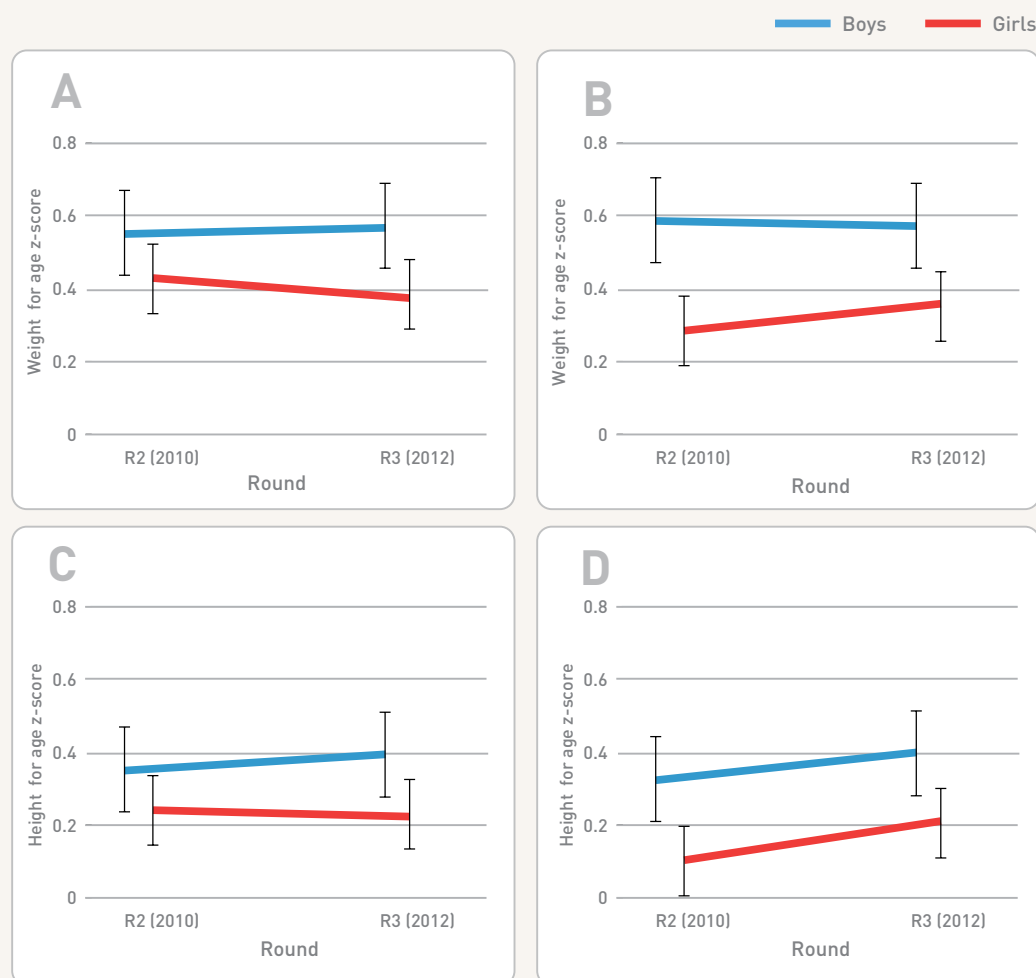 Boys Girls
A
Weight for age z-score
0.8
0.6
0.4
0.2
0
R2 (2010) R3 (2012)
Round
B
Weight for age z-score
0.8
0.6
0.4
0.2
0
R2 (2010) R3 (2012)
Round
C
Height for age z-score
0.8
0.6
0.4
0.2
0
R2 (2010) R3 (2012)
Round
D
Height for age z-score
0.8
0.6
0.4
0.2
0
R2 (2010) R3 (2012)
Round